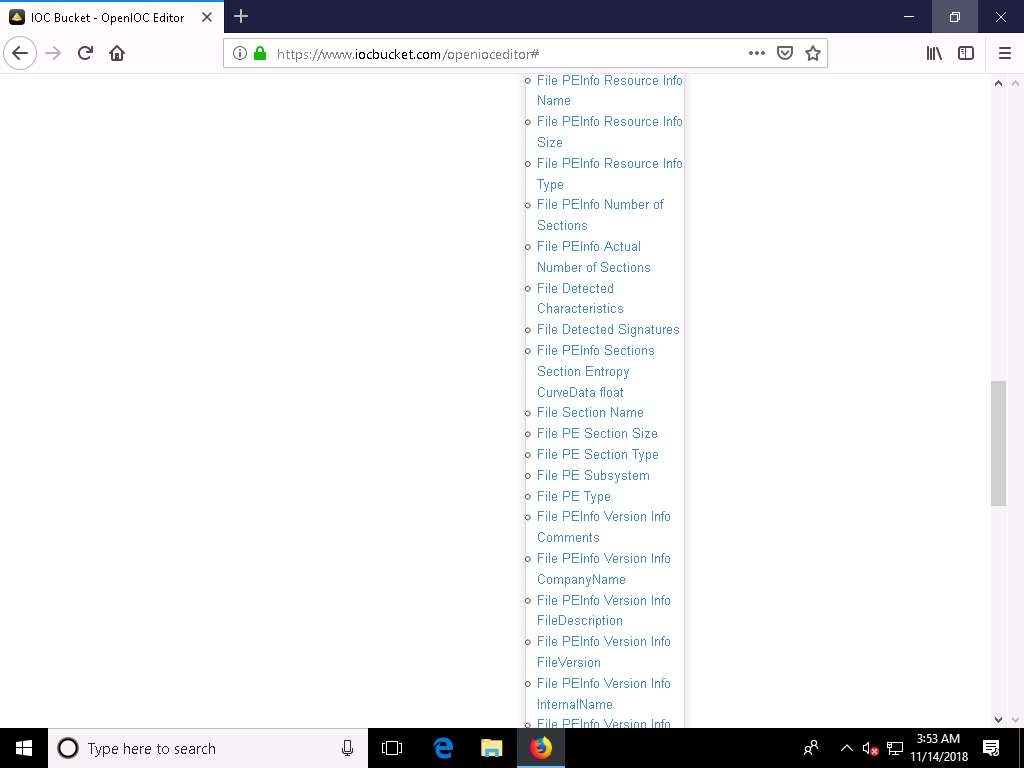 IOC Bucket - OpenIOC Editor
https://www.iocbucket.com/openioceditor#
File PEInfo Resource Info
Name
File PEInfo Resource Info
Size
File PEInfo Resource Info
Type
File PEInfo Number of
Sections
File PEInfo Actual
Number of Sections
File Detected
Characteristics
File Detected Signatures
File PEInfo Sections
Section Entropy
CurveData float
File Section Name
File PE Section Size
File PE Section Type
File PE Subsystem
File PE Type
File PEInfo Version Info
Comments
File PEInfo Version Info
CompanyName
File PEInfo Version Info
FileDescription
File PEInfo Version Info
FileVersion
File PEInfo Version Info
InternalName
File PEInfo Version Info
Type here to search
3:53 AM
11/14/2018